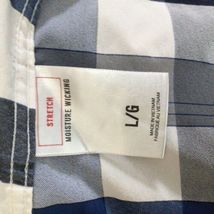 STRETCH
MOISTURE WICKING
L/G
MADE IN VIETNAM
FABRIQUÉ AU VIETNAM